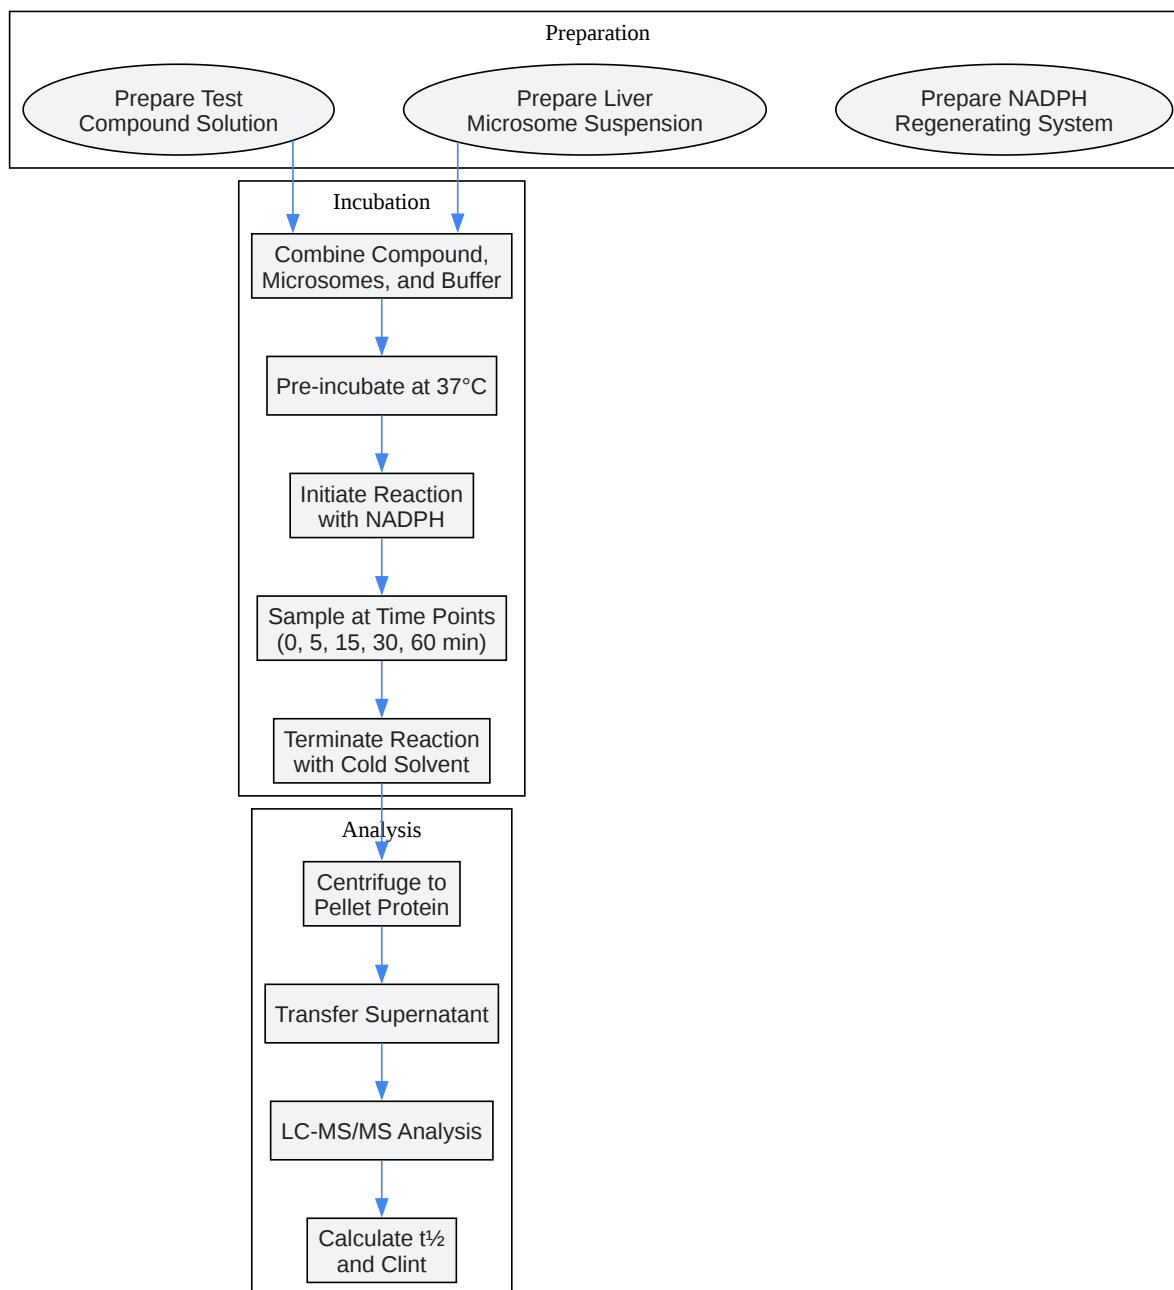 Preparation
Prepare Test
Compound Solution
Prepare Liver
Microsome Suspension
Prepare NADPH
Regenerating System
Incubation
Combine Compound,
Microsomes, and Buffer
Pre-incubate at 37°C
Initiate Reaction
with NADPH
Sample at Time Points
(0, 5, 15, 30, 60 min)
Terminate Reaction
with Cold Solvent
Analysis
Centrifuge to
Pellet Protein
Transfer Supernatant
LC-MS/MS Analysis
Calculate t½
and Clint